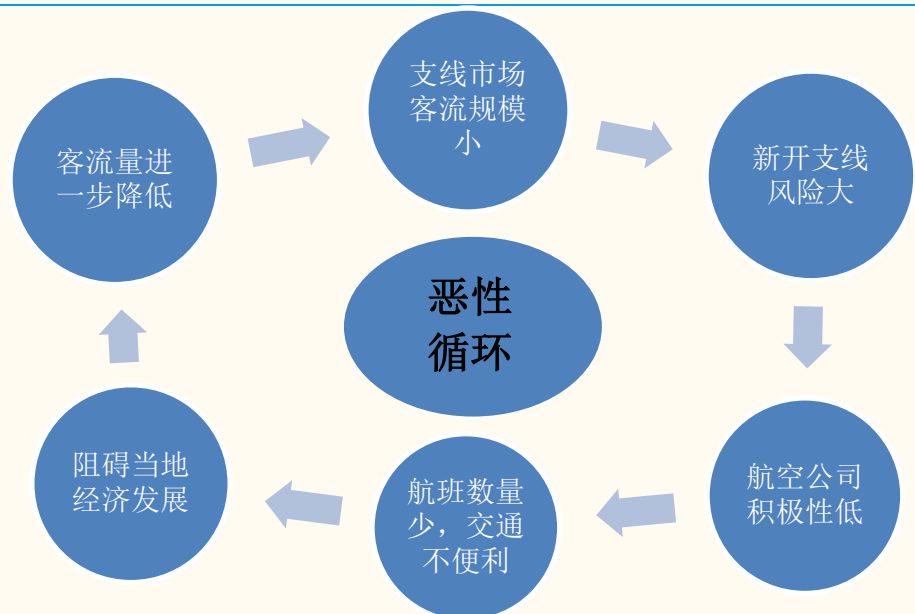 支线市场
客流规模
小
新开支线
风险大
航空公司
积极性低
航班数量
少，交通
不便利
阻碍当地
经济发展
客流量进
一步降低
恶性
循环